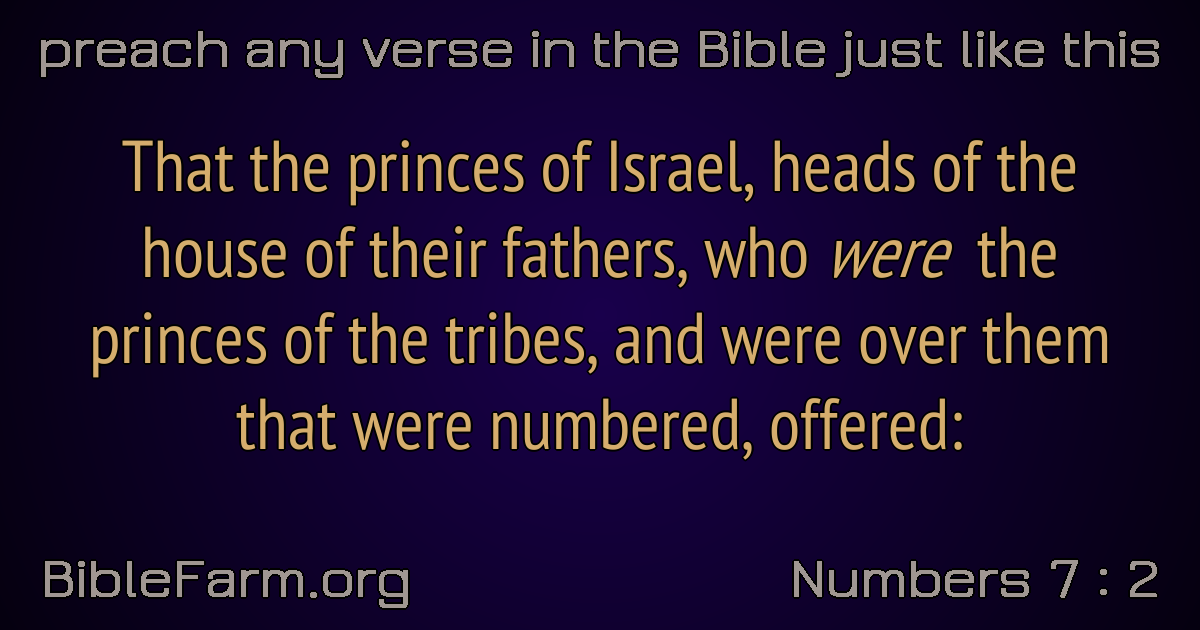 preach any verse in the Bible just like this
That the princes of Israel, heads of the
house of their fathers, who were the
princes of the tribes, and were over them
that were numbered, offered:
BibleFarm.org
Numbers 7 : 2